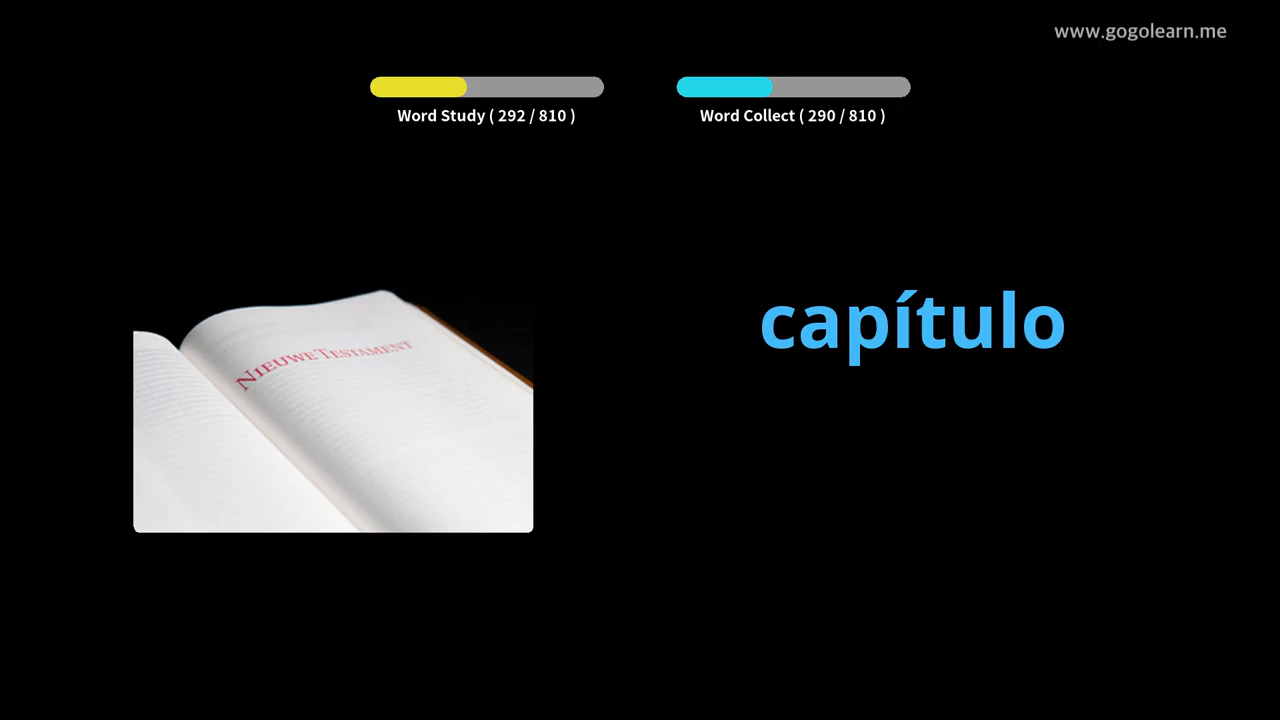 www.gogolearn.me
Word Study ( 292 / 810 )
Word Collect ( 290 / 810 )
capítulo
NIEUWE TESTAMENT